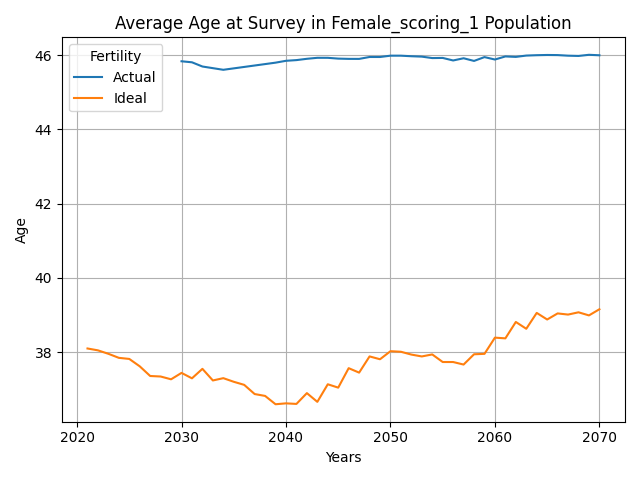 Average Age at Survey in Female_scoring_1 Population
Fertility
Actual
Ideal
46
44
42
40
38
Age
2020
2030
2040
2050
2060
2070
Years